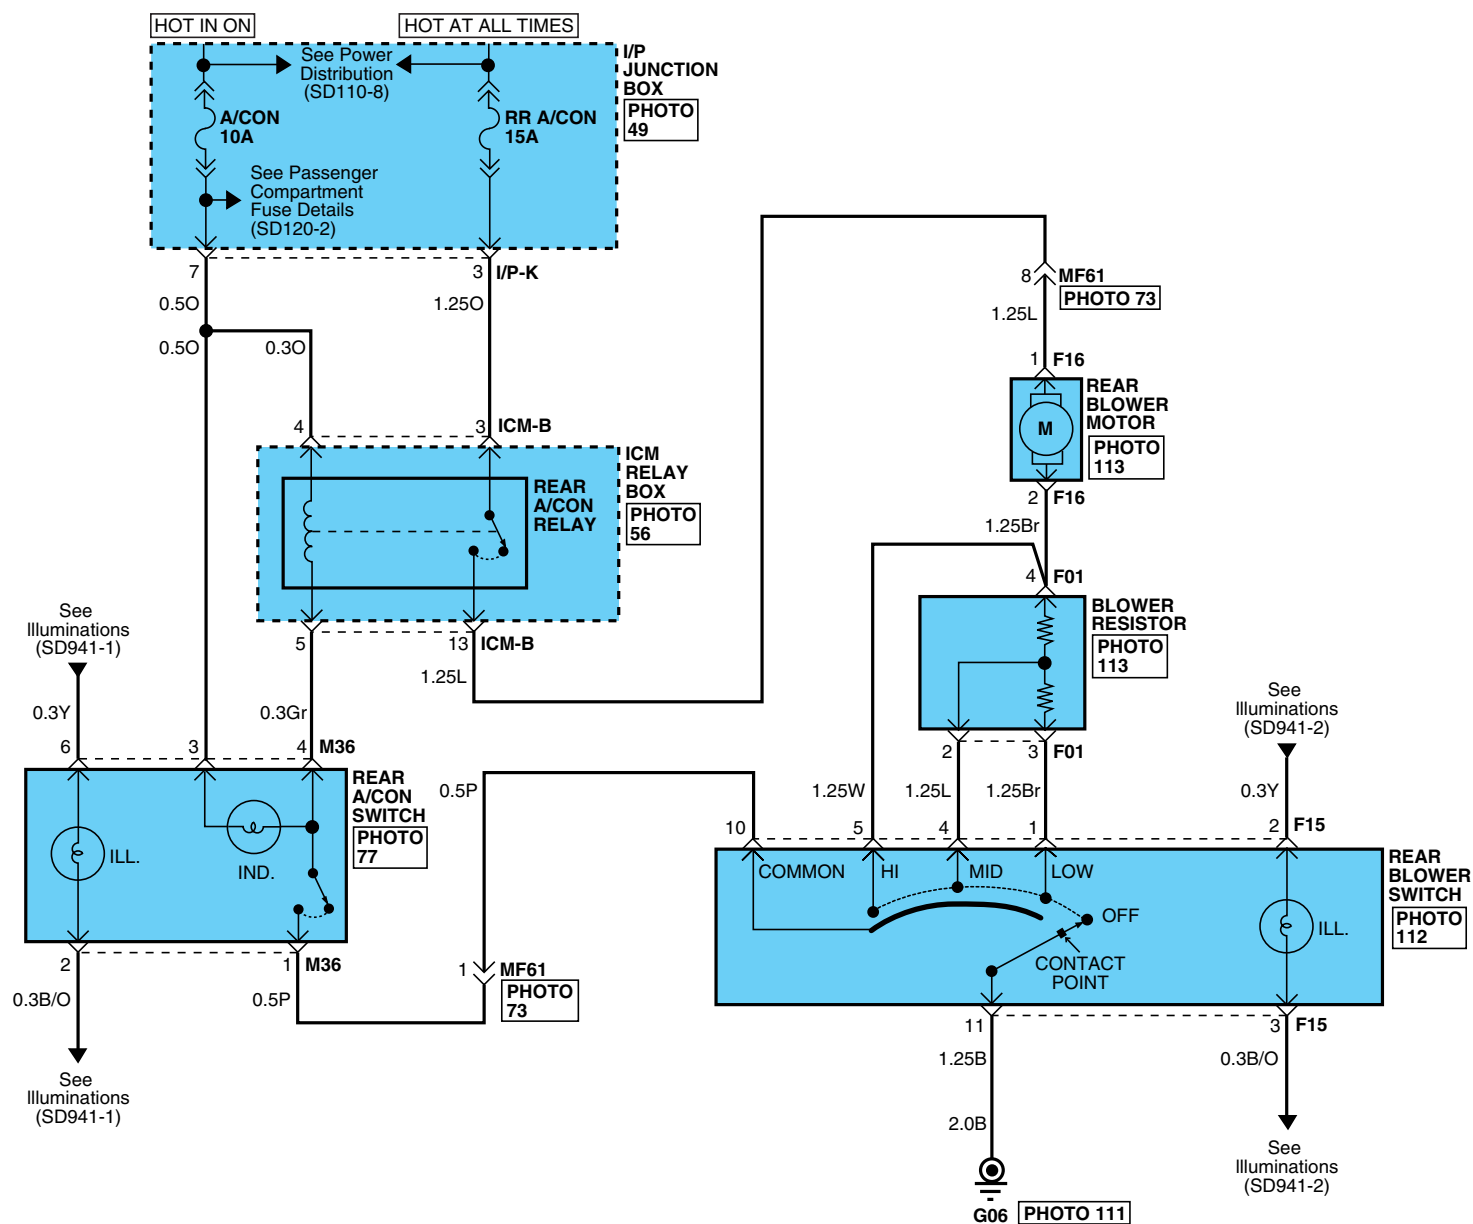 HOT IN ON
HOT AT ALL TIMES
See Power
Distribution
(SD110-8)
I/P
JUNCTION
BOX
PHOTO
49
A/CON
10A
RR A/CON
15A
See Passenger
Compartment
Fuse Details
(SD120-2)
7
3
I/P-K
0.5O
1.25O
0.5O
0.3O
8
MF61
PHOTO 73
1.25L
1
F16
REAR
BLOWER
MOTOR
PHOTO
113
M
2
F16
1.25Br
4
3
ICM-B
ICM
RELAY
BOX
PHOTO
56
REAR
A/CON
RELAY
5
13
ICM-B
1.25L
0.3Gr
4
F01
BLOWER
RESISTOR
PHOTO
113
2
3
F01
See
Illuminations
(SD941-1)
0.3Y
6
3
4
M36
REAR
A/CON
SWITCH
PHOTO
77
ILL.
IND.
2
1
M36
0.3B/O
0.5P
See
Illuminations
(SD941-1)
0.5P
1
MF61
PHOTO
73
1.25W
1.25L
1.25Br
See
Illuminations
(SD941-2)
0.3Y
10
5
4
1
2
F15
COMMON
HI
MID
LOW
OFF
CONTACT
POINT
ILL.
REAR
BLOWER
SWITCH
PHOTO
112
11
3
F15
1.25B
0.3B/O
2.0B
See
Illuminations
(SD941-2)
G06
PHOTO 111